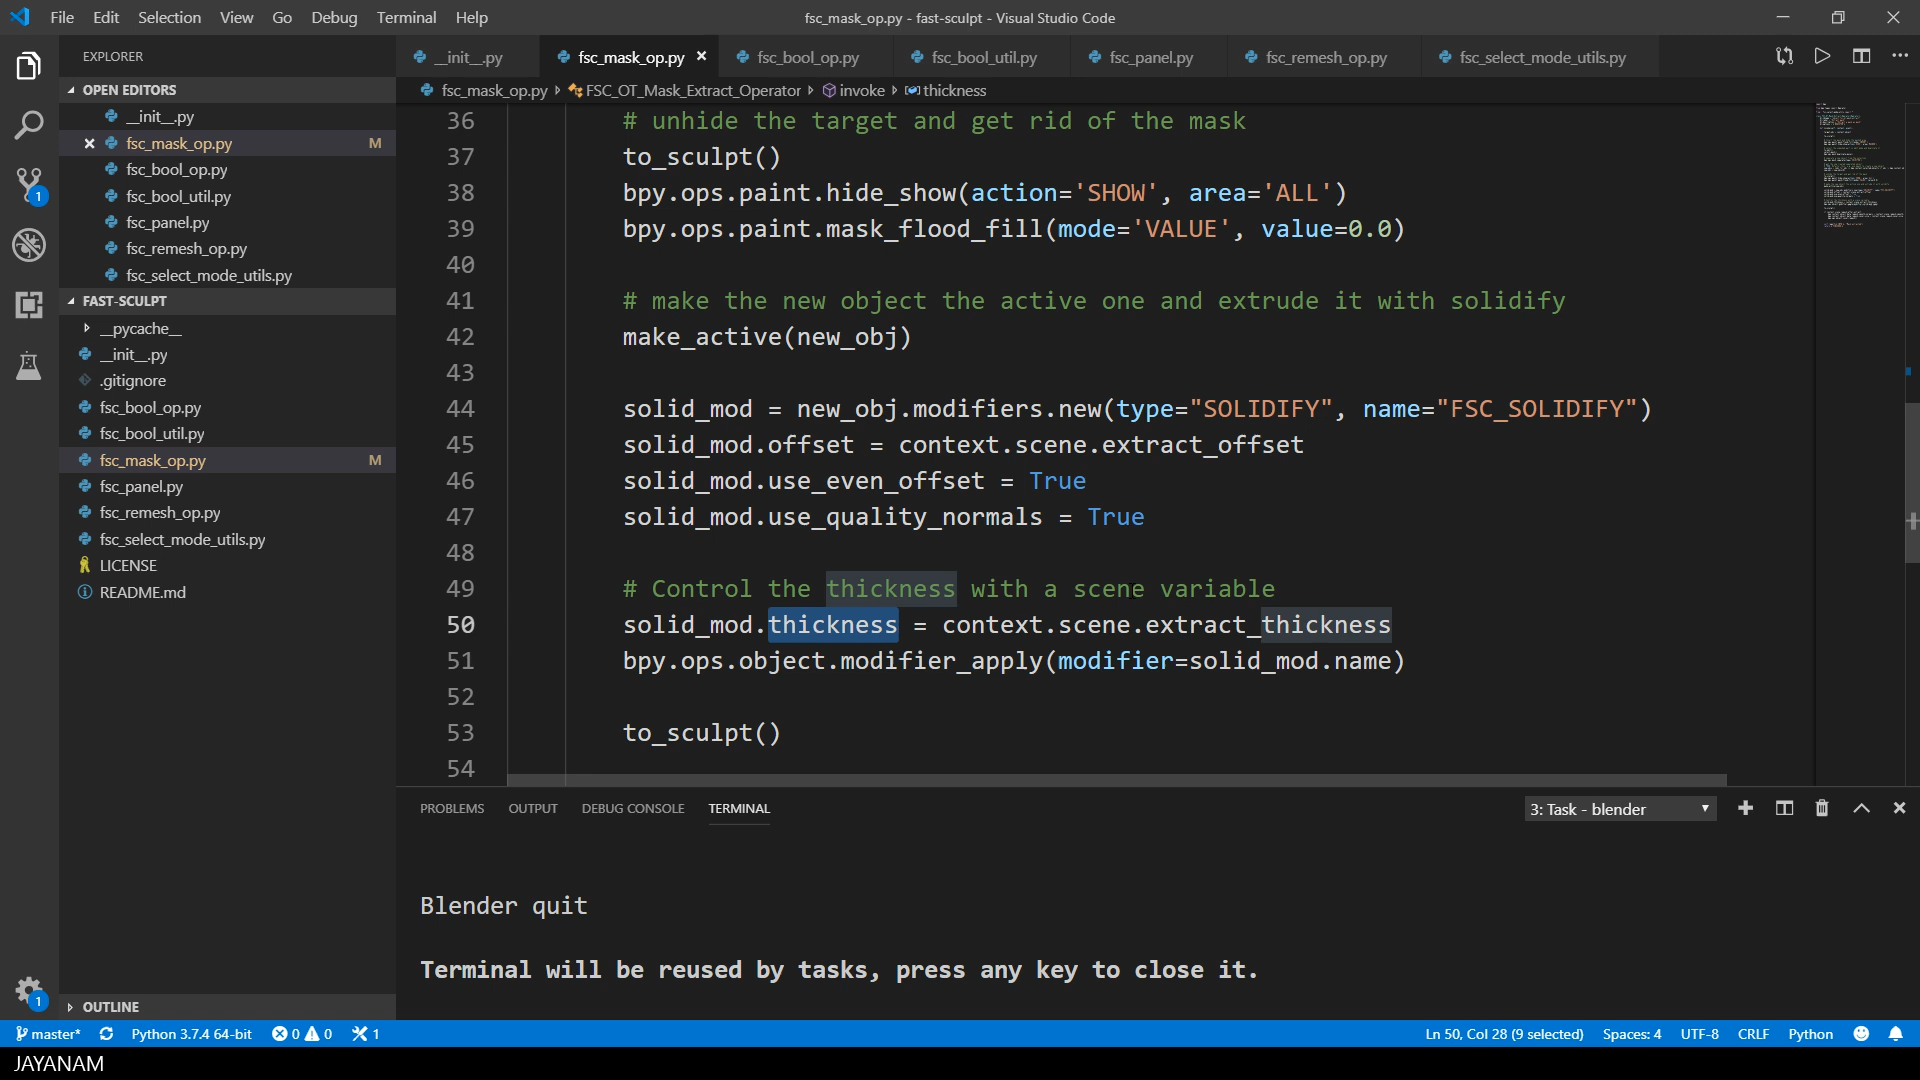 File Edit Selection View Go Debug Terminal Help
fsc_mask_op.py - fast-sculpt - Visual Studio Code
EXPLORER
OPEN EDITORS
__init__.py
fsc_mask_op.py M
fsc_bool_op.py
fsc_bool_util.py
fsc_panel.py
fsc_remesh_op.py
fsc_select_mode_utils.py
FAST-SCULPT
__pycache__
__init__.py
.gitignore
fsc_bool_op.py
fsc_bool_util.py
fsc_mask_op.py M
fsc_panel.py
fsc_remesh_op.py
fsc_select_mode_utils.py
LICENSE
README.md
OUTLINE
1
1
__init__.py fsc_mask_op.py fsc_bool_op.py fsc_bool_util.py fsc_panel.py fsc_remesh_op.py fsc_select_mode_utils.py
fsc_mask_op.py FSC_OT_Mask_Extract_Operator invoke thickness
36 # unhide the target and get rid of the mask
37 to_sculpt()
38 bpy.ops.paint.hide_show(action='SHOW', area='ALL')
39 bpy.ops.paint.mask_flood_fill(mode='VALUE', value=0.0)
40
41 # make the new object the active one and extrude it with solidify
42 make_active(new_obj)
43
44 solid_mod = new_obj.modifiers.new(type="SOLIDIFY", name="FSC_SOLIDIFY")
45 solid_mod.offset = context.scene.extract_offset
46 solid_mod.use_even_offset = True
47 solid_mod.use_quality_normals = True
48
49 # Control the thickness with a scene variable
50 solid_mod.thickness = context.scene.extract_thickness
51 bpy.ops.object.modifier_apply(modifier=solid_mod.name)
52
53 to_sculpt()
54
PROBLEMS OUTPUT DEBUG CONSOLE TERMINAL 3: Task - blender
Blender quit
Terminal will be reused by tasks, press any key to close it.
master* Python 3.7.4 64-bit 0 0 1 Ln 50, Col 28 (9 selected) Spaces: 4 UTF-8 CRLF Python
JAYANAM